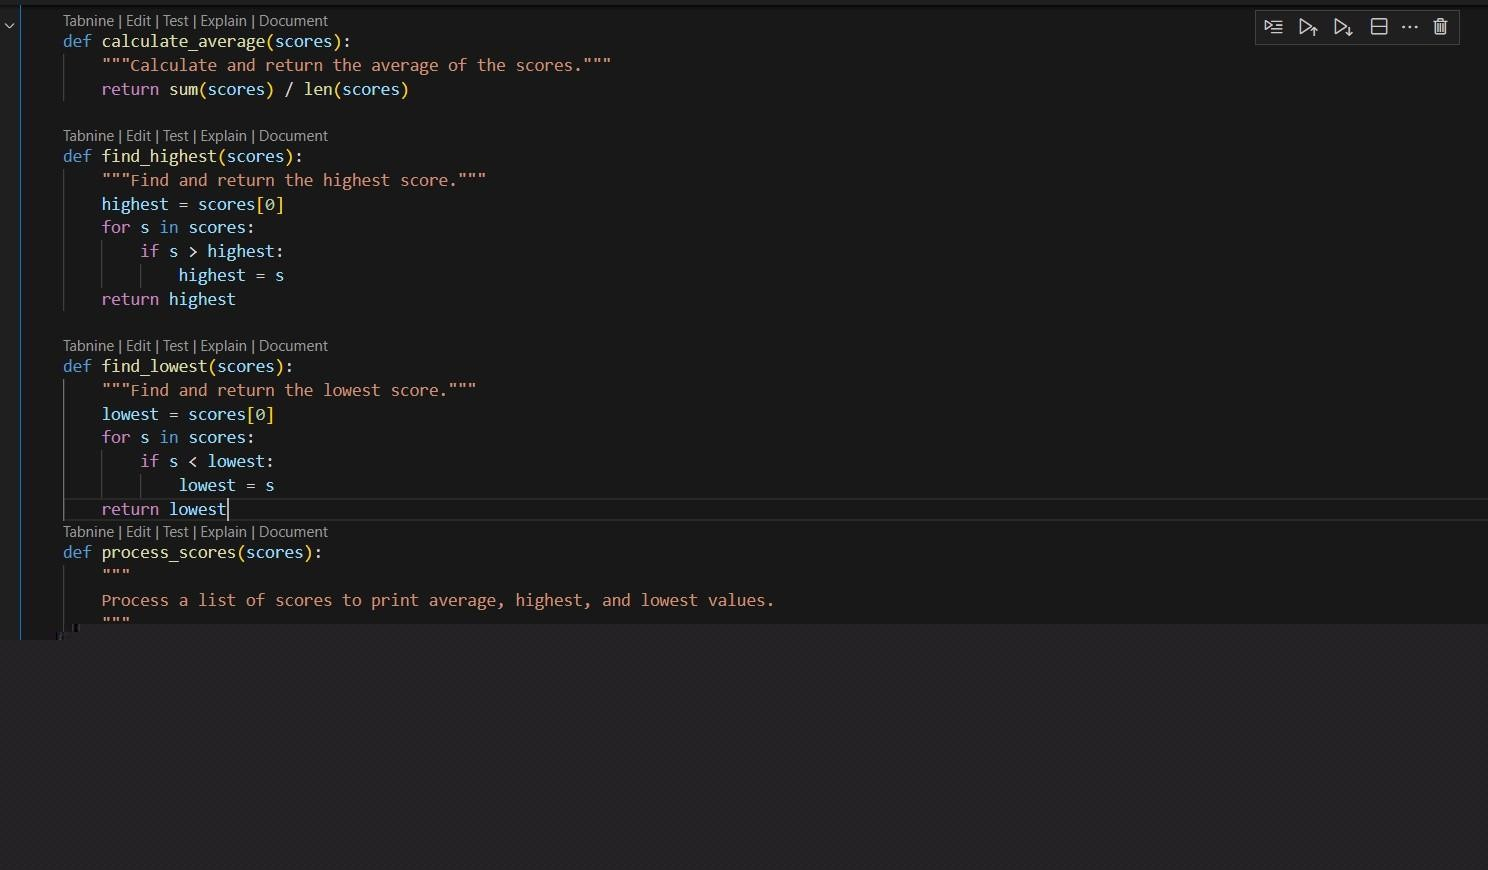 Tabnine | Edit | Test | Explain | Document
def calculate_average(scores):
    """Calculate and return the average of the scores."""
    return sum(scores) / len(scores)
Tabnine | Edit | Test | Explain | Document
def find_highest(scores):
    """Find and return the highest score."""
    highest = scores[0]
    for s in scores:
        if s > highest:
            highest = s
    return highest
Tabnine | Edit | Test | Explain | Document
def find_lowest(scores):
    """Find and return the lowest score."""
    lowest = scores[0]
    for s in scores:
        if s < lowest:
            lowest = s
    return lowest
Tabnine | Edit | Test | Explain | Document
def process_scores(scores):
    """
    Process a list of scores to print average, highest, and lowest values.
    """